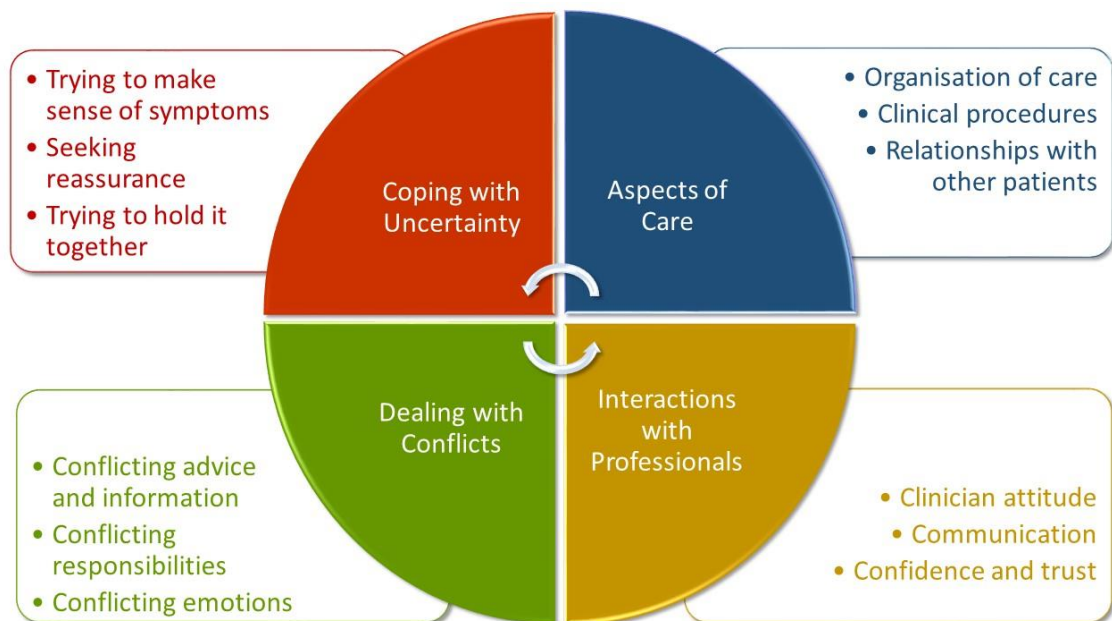 • Trying to make
sense of symptoms
• Seeking
reassurance
• Trying to hold it
together
Coping with
Uncertainty
Aspects of
Care
• Organisation of care
• Clinical procedures
• Relationships with
other patients
• Conflicting advice
and information
• Conflicting
responsibilities
• Conflicting emotions
Dealing with
Conflicts
Interactions
with
Professionals
• Clinician attitude
• Communication
• Confidence and trust